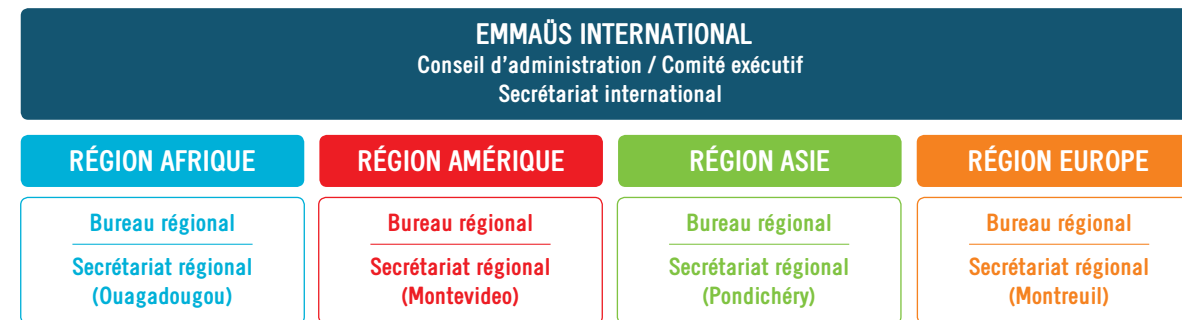 EMMAÜS INTERNATIONAL
Conseil d'administration / Comité exécutif
Secrétariat international
RÉGION AFRIQUE
Bureau régional
Secrétariat régional
(Ouagadougou)
RÉGION AMÉRIQUE
Bureau régional
Secrétariat régional
(Montevideo)
RÉGION ASIE
Bureau régional
Secrétariat régional
(Pondichéry)
RÉGION EUROPE
Bureau régional
Secrétariat régional
(Montreuil)